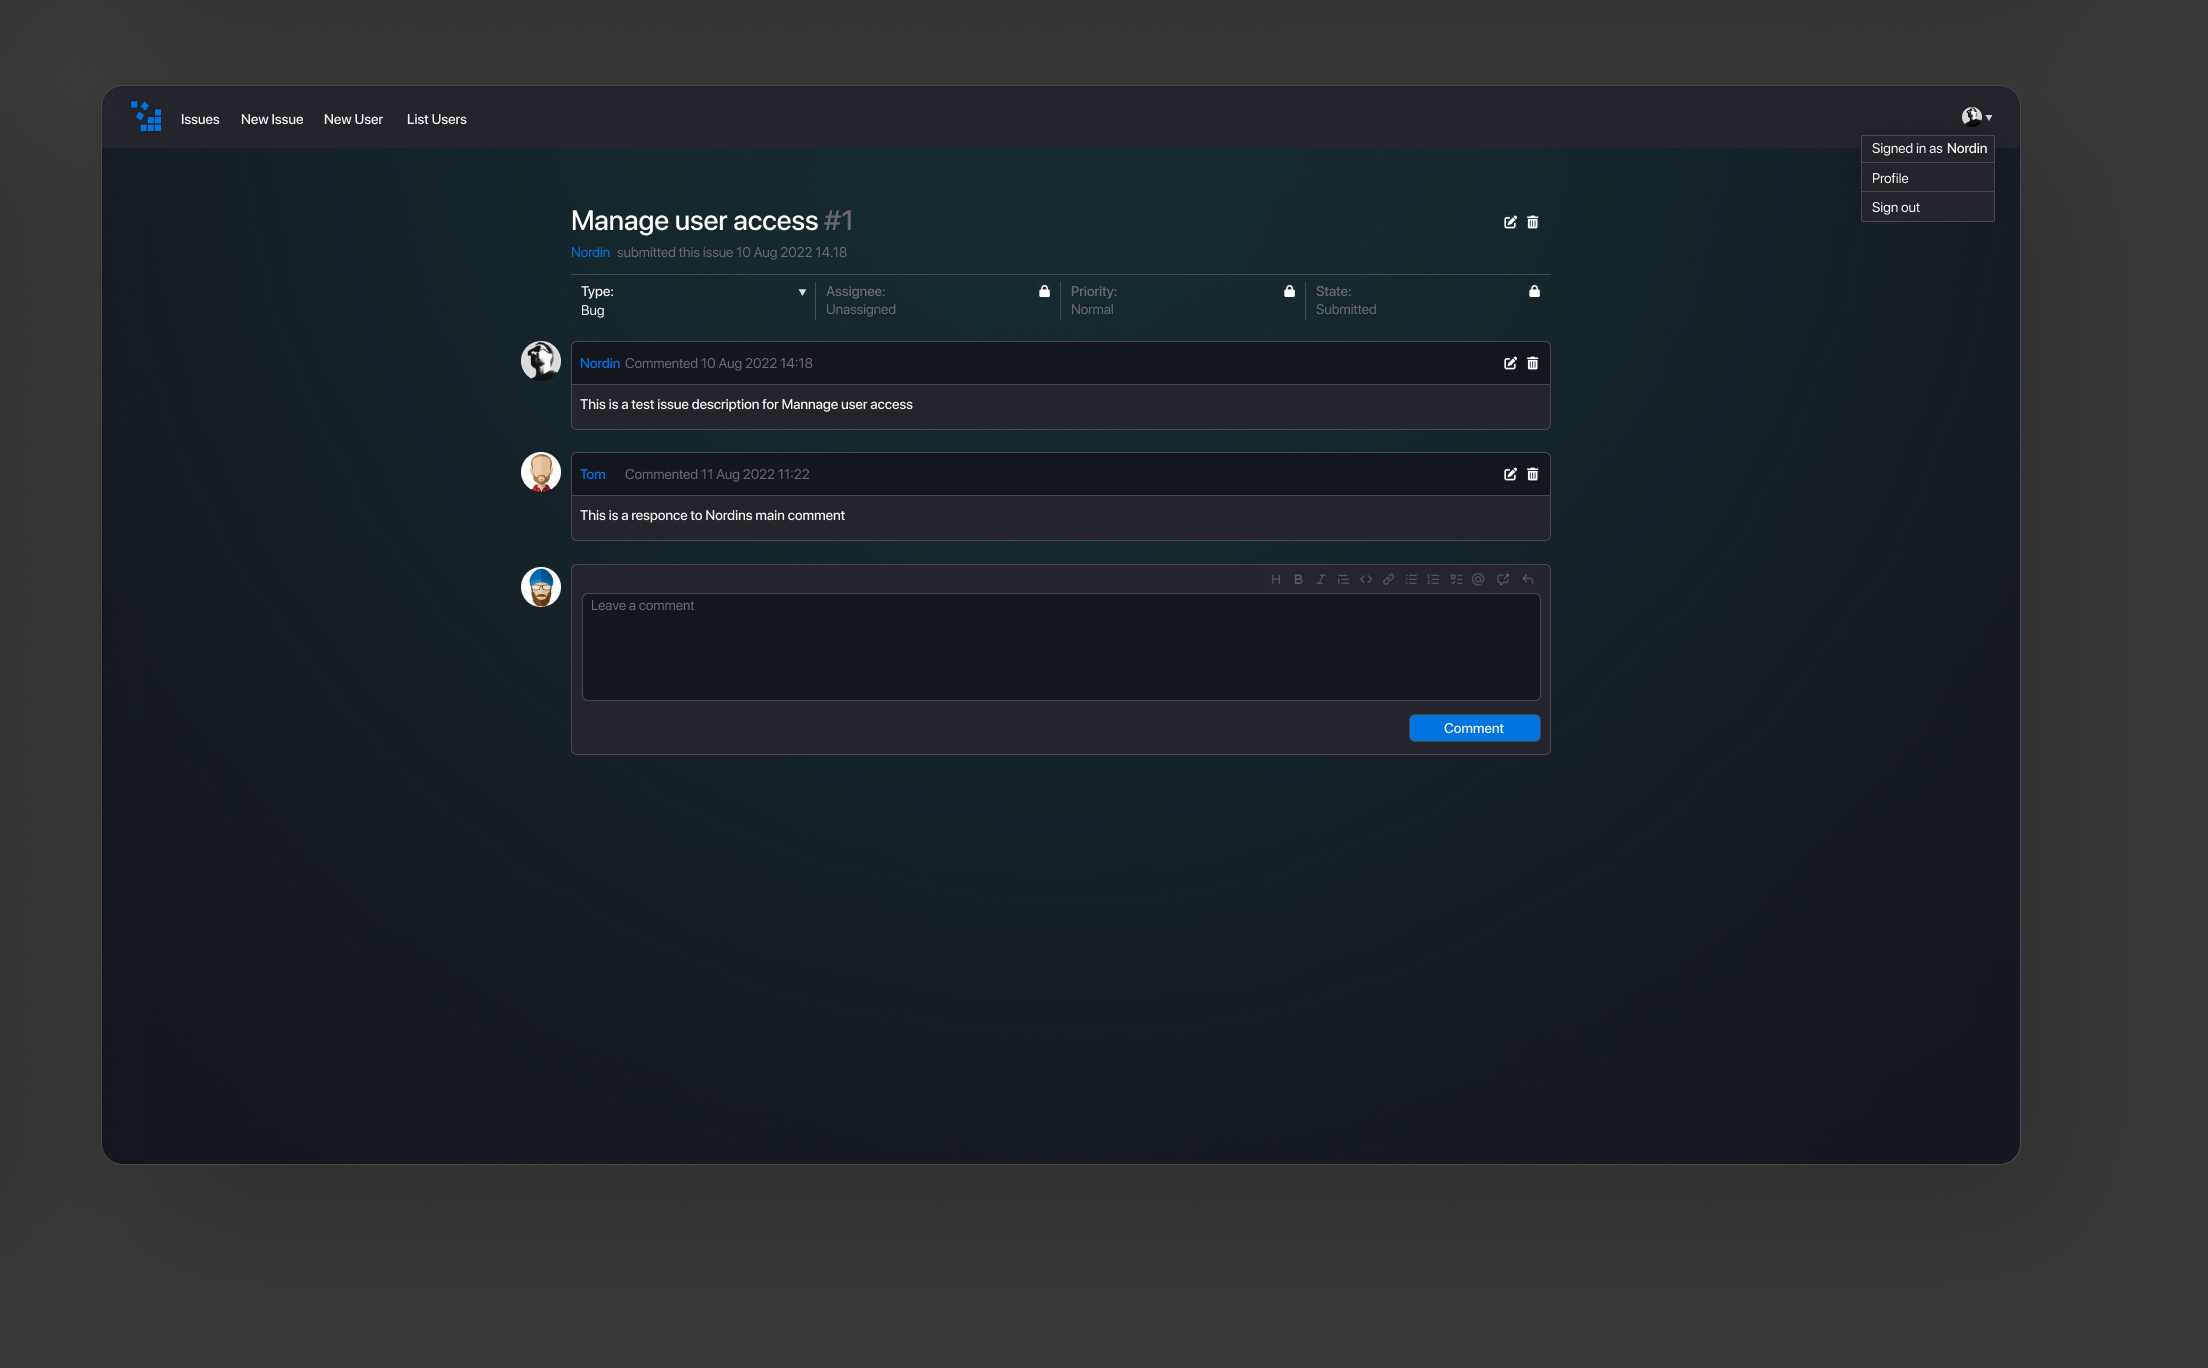 Issues New Issue New User List Users
Signed in as Nordin
Profile
Sign out
Manage user access #1
Nordin submitted this issue 10 Aug 2022 14.18
Type:
Bug
Assignee:
Unassigned
Priority:
Normal
State:
Submitted
Nordin Commented 10 Aug 2022 14:18
This is a test issue description for Mannage user access
Tom Commented 11 Aug 2022 11:22
This is a responce to Nordins main comment
Leave a comment
Comment